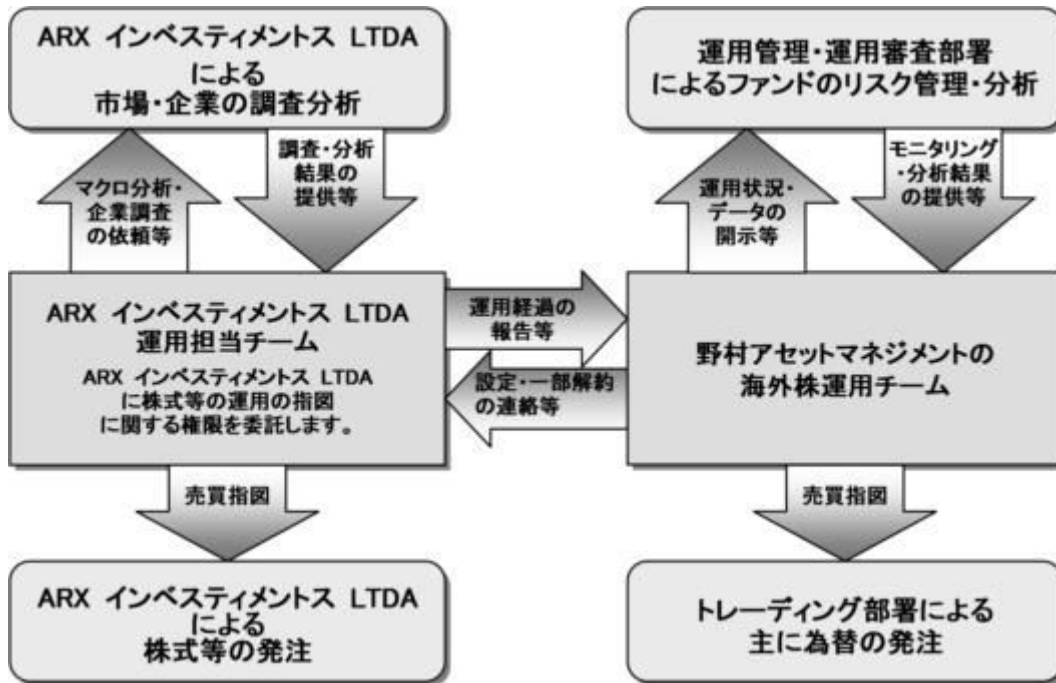 ARX インベスティメントス LTDA
による
市場・企業の調査分析
運用管理・運用審査部署
によるファンドのリスク管理・分析
マクロ分析・
企業調査
の依頼等
調査・分析
結果の
提供等
運用状況・
データの
開示等
モニタリング
・分析結果
の提供等
ARX インベスティメントス LTDA
運用担当チーム
ARX インベスティメントス LTDA
に株式等の運用の指図
に関する権限を委託します。
運用経過の
報告等
設定・一部解約
の連絡等
野村アセットマネジメントの
海外株運用チーム
売買指図
売買指図
ARX インベスティメントス LTDA
による
株式等の発注
トレーディング部署による
主に為替の発注